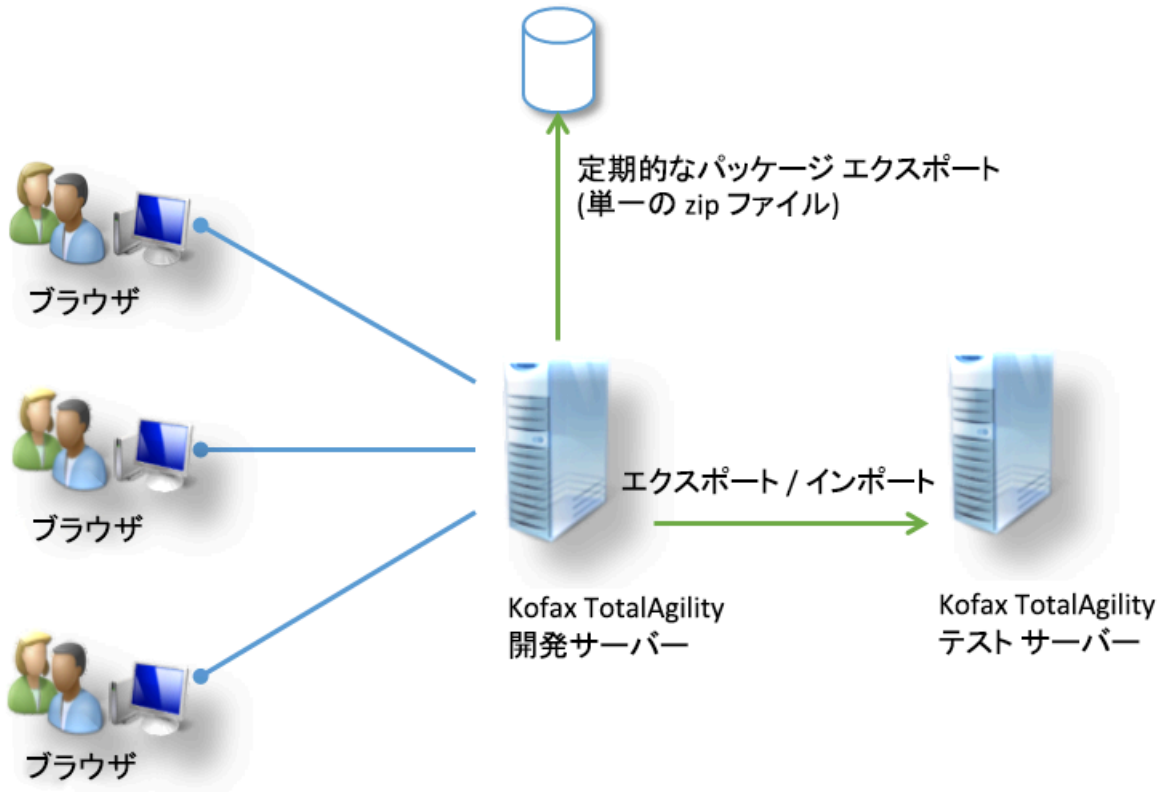 定期的なパッケージ エクスポート
(単一の zip ファイル)
ブラウザ
ブラウザ
エクスポート / インポート
Kofax TotalAgility
開発サーバー
Kofax TotalAgility
テスト サーバー
ブラウザ